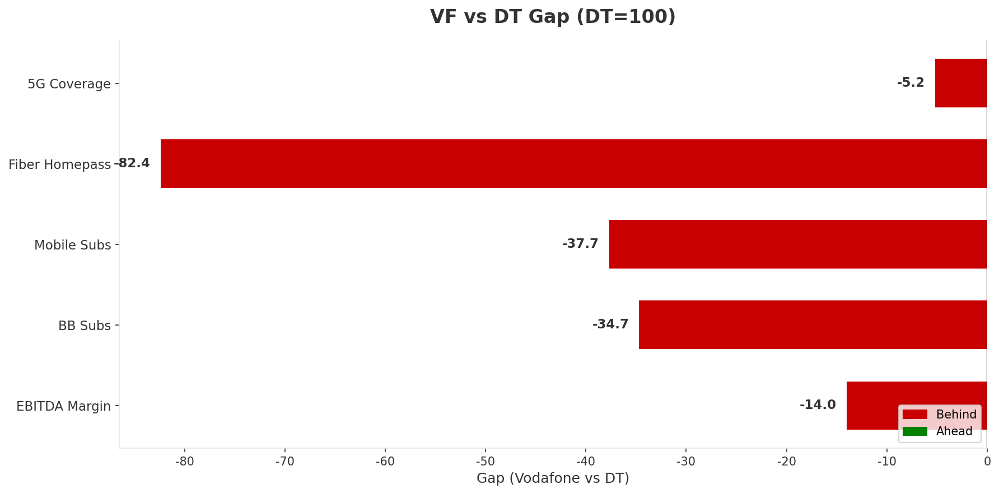 VF vs DT Gap (DT=100)
5G Coverage
-5.2
Fiber Homepass
-82.4
Mobile Subs
-37.7
BB Subs
-34.7
EBITDA Margin
-14.0
Behind
Ahead
-80 -70 -60 -50 -40 -30 -20 -10 0
Gap (Vodafone vs DT)